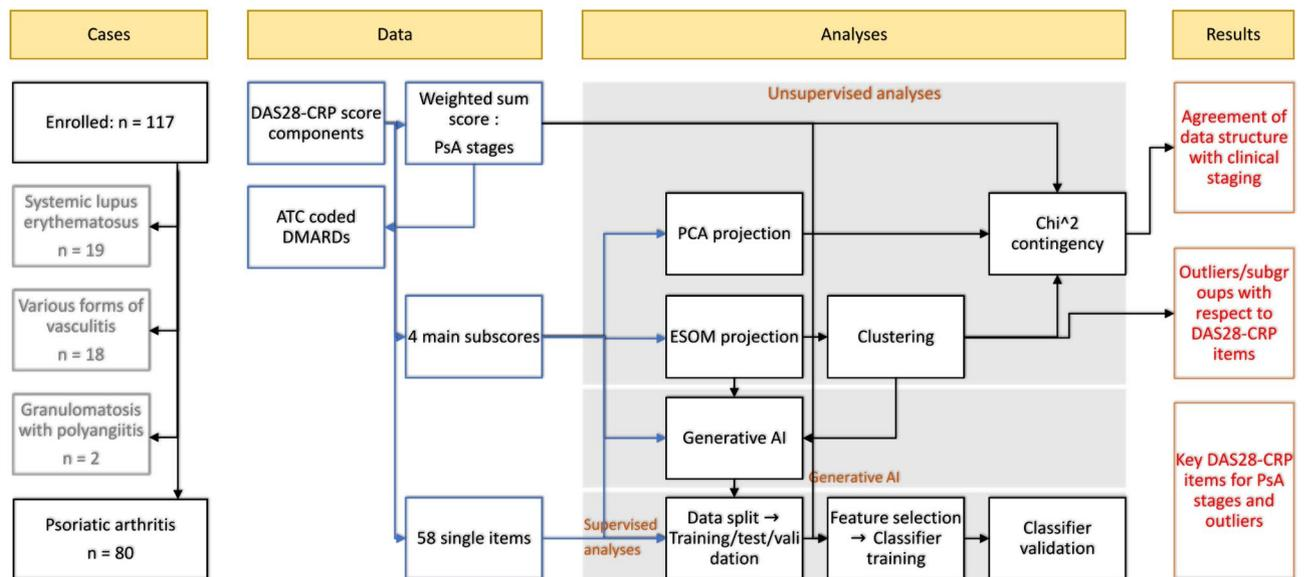 Cases
Data
Analyses
Results
Enrolled: n = 117
Systemic lupus
erythematosus
n = 19
Various forms of
vasculitis
n = 18
Granulomatosis
with polyangiitis
n = 2
Psoriatic arthritis
n = 80
DAS28-CRP score
components
Weighted sum
score :
PsA stages
ATC coded
DMARDs
4 main subscores
58 single items
Unsupervised analyses
PCA projection
Chi^2
contingency
ESOM projection
Clustering
Generative AI
Generative AI
Supervised
analyses
Data split →
Training/test/vali
dation
Feature selection
→ Classifier
training
Classifier
validation
Agreement of
data structure
with clinical
staging
Outliers/subgr
oups with
respect to
DAS28-CRP
items
Key DAS28-CRP
items for PsA
stages and
outliers